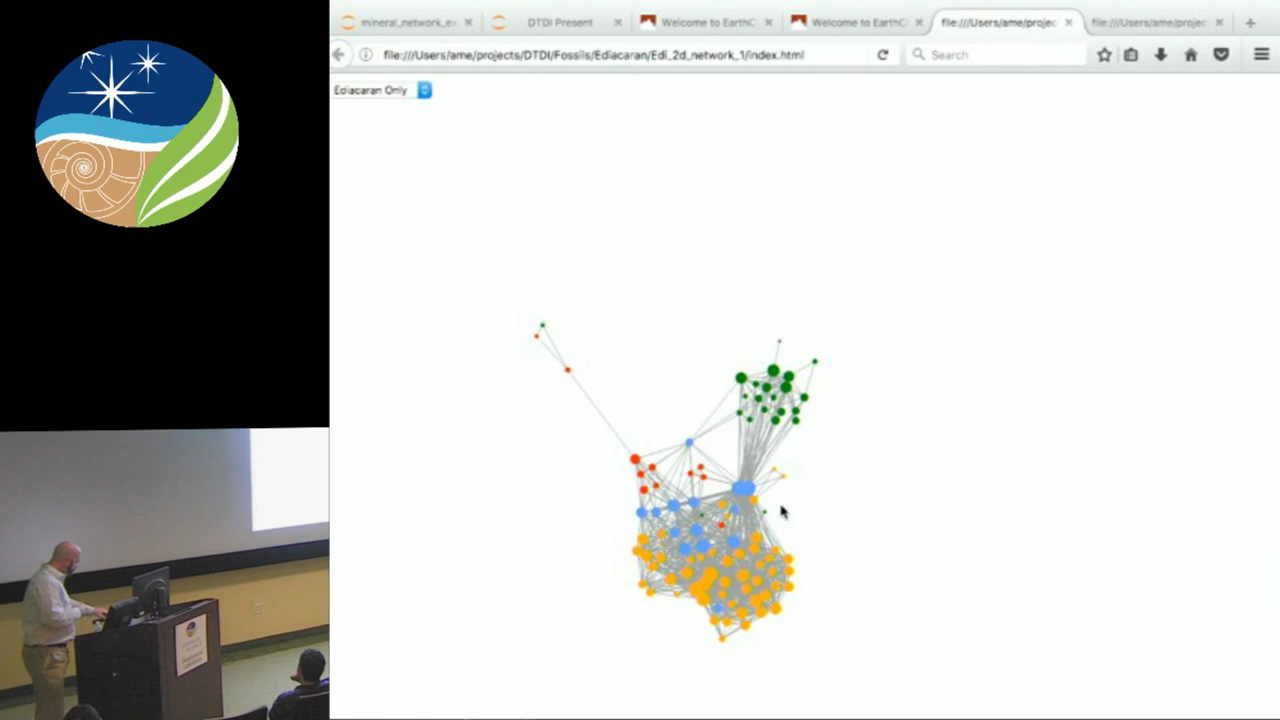 mineral_network_ex
DTDI Present
Welcome to EarthC
Welcome to EarthC
file:///Users/ame/projec
file:///Users/ame/projec
file:///Users/ame/projects/DTDI/Fossils/Ediacaran/Edi_2d_network_1/index.html
Search
Ediacaran Only